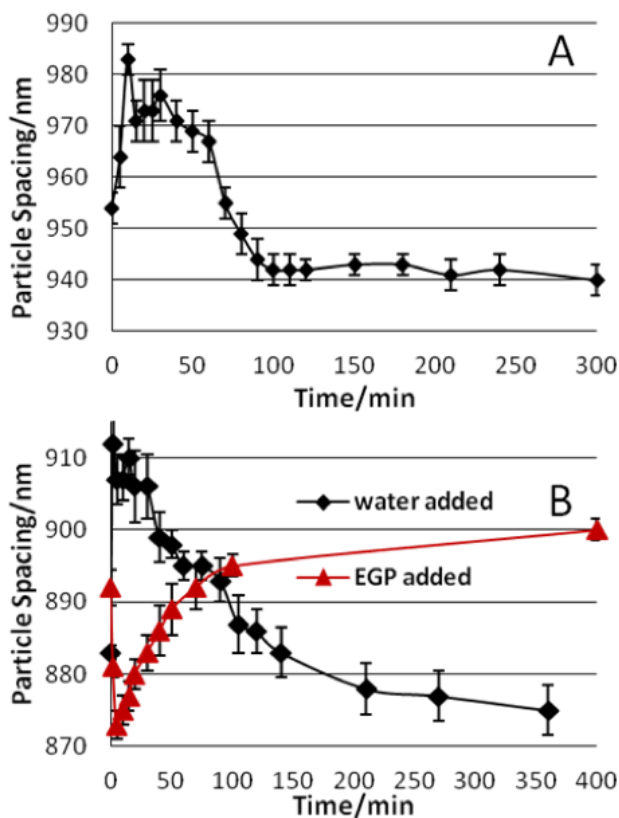 990
A
980
970
960
950
940
930
Particle Spacing/nm
0 50 100 150 200 250 300
Time/min
B
910
900
890
880
870
Particle Spacing/nm
water added
EGP added
0 50 100 150 200 250 300 350 400
Time/min